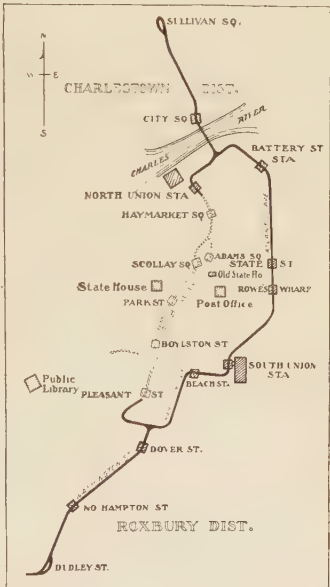 SULLIVAN SQ.
N
E
S
CHARLESTOWN DIST.
CITY SQ
CHARLES RIVER
BATTERY ST
STA
NORTH UNION STA
HAYMARKET SQ
ADAMS SQ
SCOLLAY SQ
STATE ST
Old State Ho
State House
ROWES WHARF
Post Office
PARK ST
BOYLSTON ST
SOUTH UNION
STA
BEACH ST.
Public
Library
PLEASANT ST
DOVER ST.
NO HAMPTON ST
ROXBURY DIST.
DUDLEY ST.